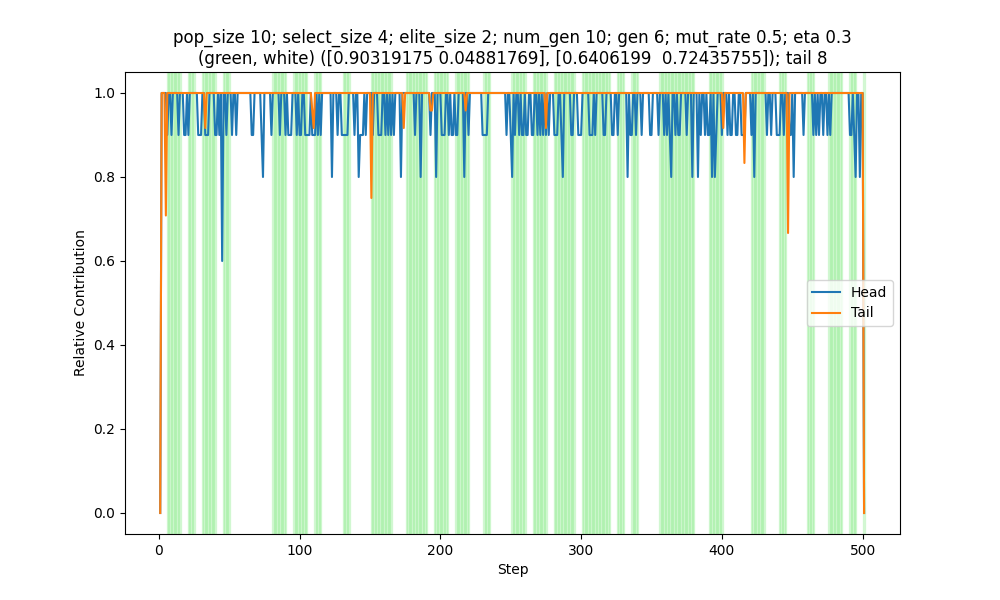 pop_size 10; select_size 4; elite_size 2; num_gen 10; gen 6; mut_rate 0.5; eta 0.3
(green, white) ([0.90319175 0.04881769], [0.6406199  0.72435755]); tail 8
1.0
0.8
0.6
0.4
0.2
0.0
Relative Contribution
Head
Tail
0
100
200
300
400
500
Step